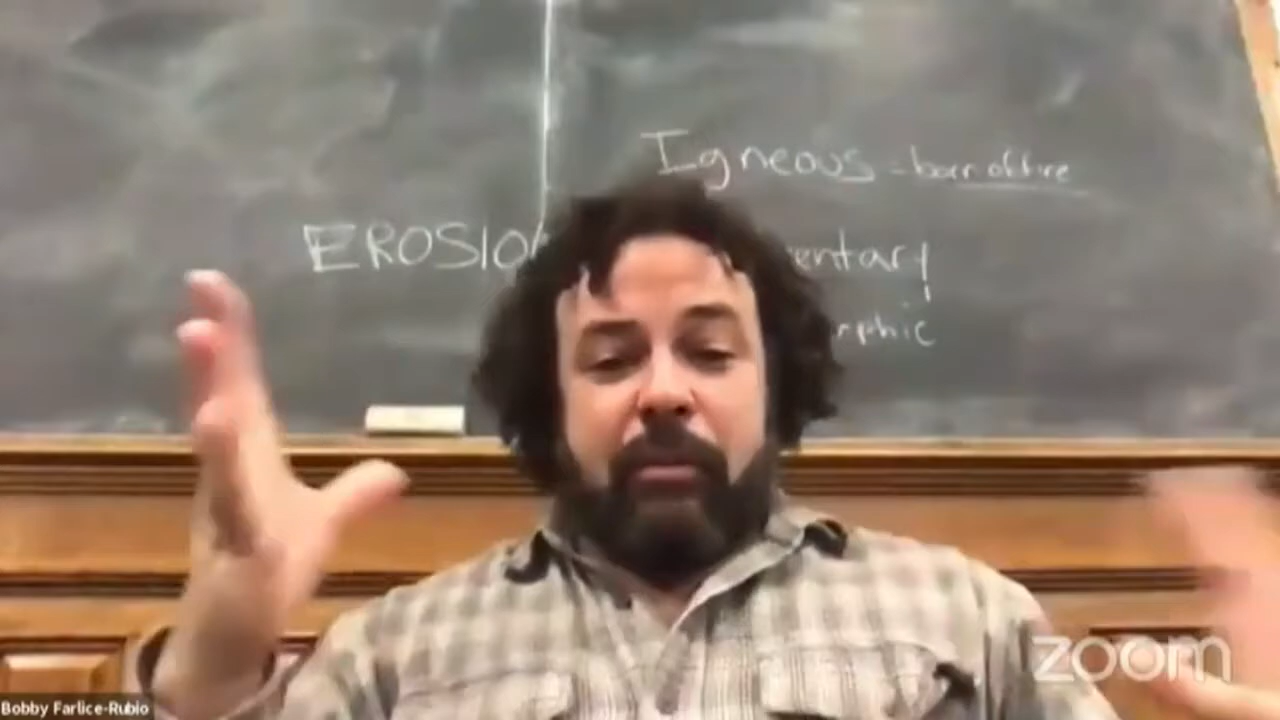 Igneous = born of fire
EROSIO
entary
rphic
zoom
Bobby Farlice-Rubio